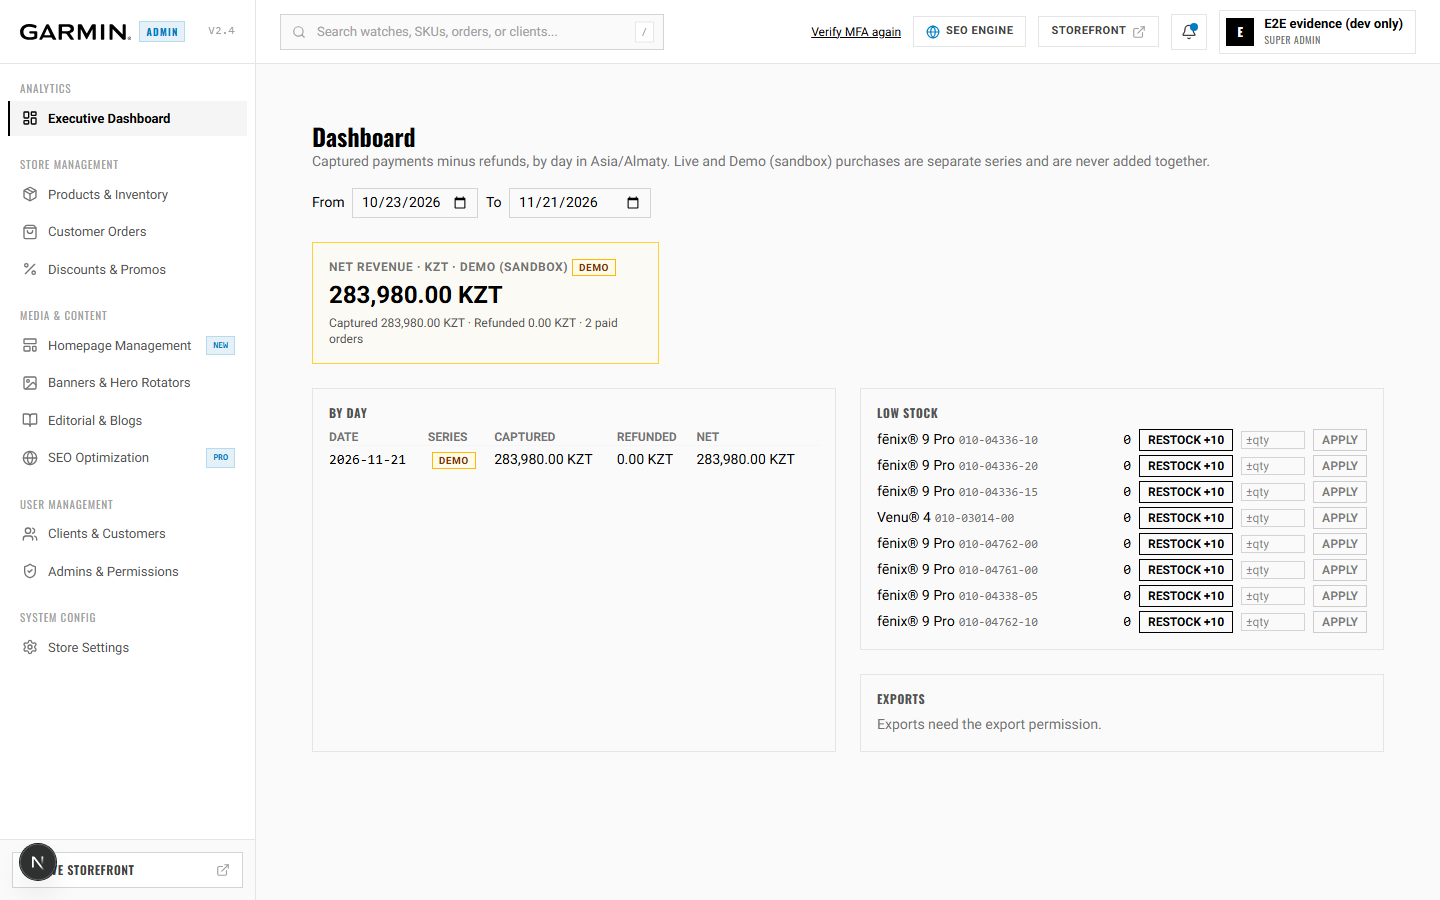 GARMIN. ADMIN V2.4
Search watches, SKUs, orders, or clients... /
Verify MFA again
SEO ENGINE
STOREFRONT
E
E2E evidence (dev only)
SUPER ADMIN
ANALYTICS
Executive Dashboard
STORE MANAGEMENT
Products & Inventory
Customer Orders
Discounts & Promos
MEDIA & CONTENT
Homepage Management NEW
Banners & Hero Rotators
Editorial & Blogs
SEO Optimization PRO
USER MANAGEMENT
Clients & Customers
Admins & Permissions
SYSTEM CONFIG
Store Settings
N
VE STOREFRONT
Dashboard
Captured payments minus refunds, by day in Asia/Almaty. Live and Demo (sandbox) purchases are separate series and are never added together.
From 10/23/2026 To 11/21/2026
NET REVENUE · KZT · DEMO (SANDBOX) DEMO
283,980.00 KZT
Captured 283,980.00 KZT · Refunded 0.00 KZT · 2 paid
orders
BY DAY
DATE SERIES CAPTURED REFUNDED NET
2026-11-21 DEMO 283,980.00 KZT 0.00 KZT 283,980.00 KZT
LOW STOCK
fēnix® 9 Pro 010-04336-10 0 RESTOCK +10 ±qty APPLY
fēnix® 9 Pro 010-04336-20 0 RESTOCK +10 ±qty APPLY
fēnix® 9 Pro 010-04336-15 0 RESTOCK +10 ±qty APPLY
Venu® 4 010-03014-00 0 RESTOCK +10 ±qty APPLY
fēnix® 9 Pro 010-04762-00 0 RESTOCK +10 ±qty APPLY
fēnix® 9 Pro 010-04761-00 0 RESTOCK +10 ±qty APPLY
fēnix® 9 Pro 010-04338-05 0 RESTOCK +10 ±qty APPLY
fēnix® 9 Pro 010-04762-10 0 RESTOCK +10 ±qty APPLY
EXPORTS
Exports need the export permission.